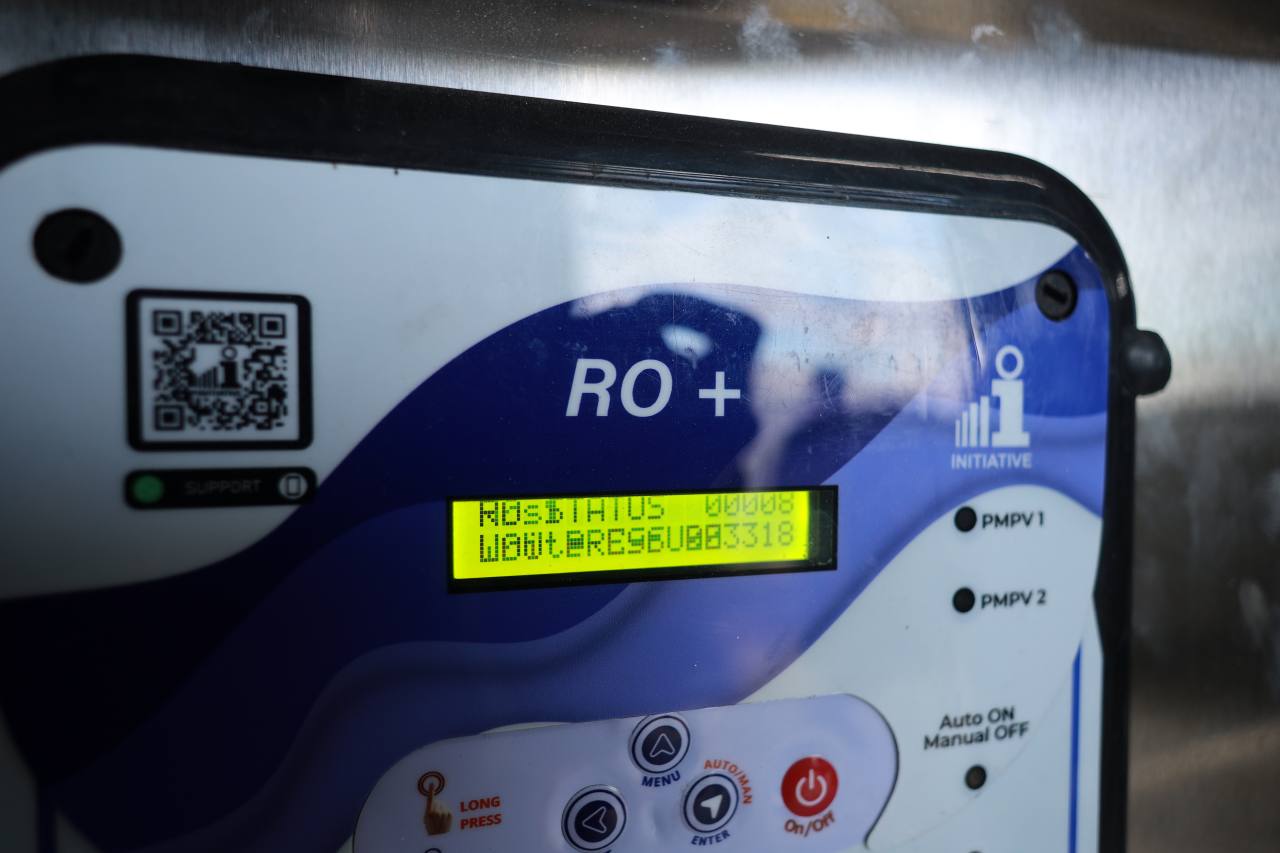 SUPPORT
RO +
INITIATIVE
STATUS 00008
PMPV 1
PMPV 2
Auto ON
Manual OFF
MENU
AUTO/MAN
LONG
PRESS
ENTER
On/Off